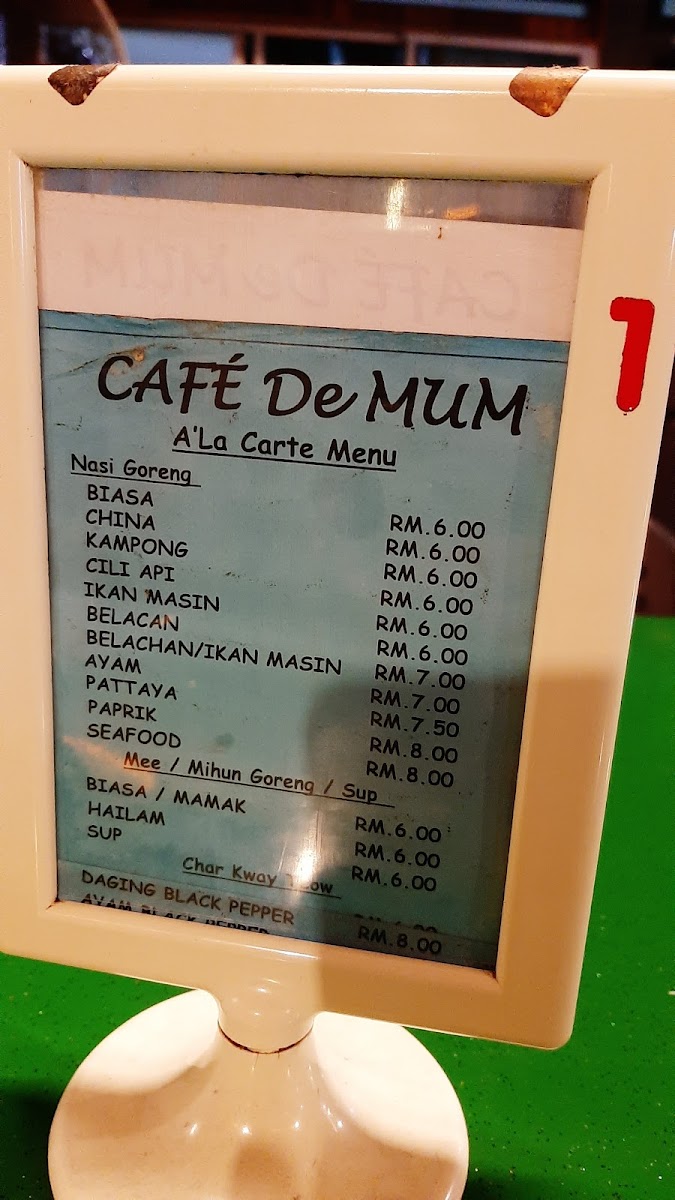 CAFÉ De MUM
A'La Carte Menu
Nasi Goreng
BIASA RM.6.00
CHINA RM.6.00
KAMPONG RM.6.00
CILI API RM.6.00
IKAN MASIN RM.6.00
BELACAN RM.6.00
BELACHAN/IKAN MASIN RM.7.00
AYAM RM.7.00
PATTAYA RM.7.50
PAPRIK RM.8.00
SEAFOOD RM.8.00
Mee / Mihun Goreng / Sup
BIASA / MAMAK RM.6.00
HAILAM RM.6.00
SUP RM.6.00
Char Kway
DAGING BLACK PEPPER RM.8.00
AYAM BLACK PEPPER
1